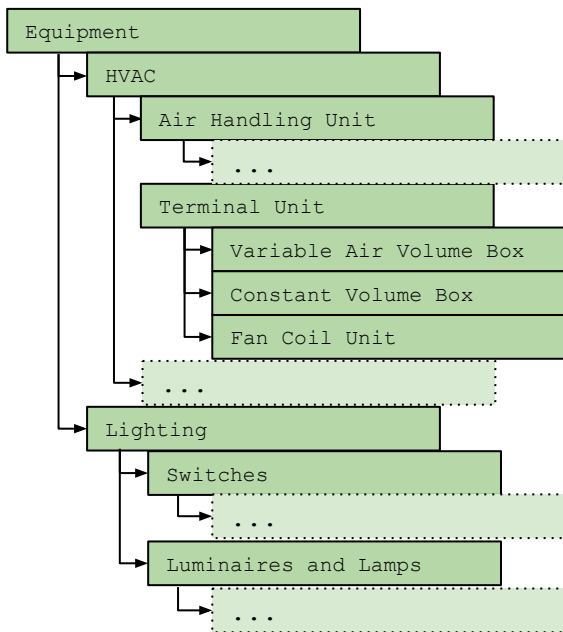 Equipment
HVAC
Air Handling Unit
...
Terminal Unit
Variable Air Volume Box
Constant Volume Box
Fan Coil Unit
...
Lighting
Switches
...
Luminaires and Lamps
...